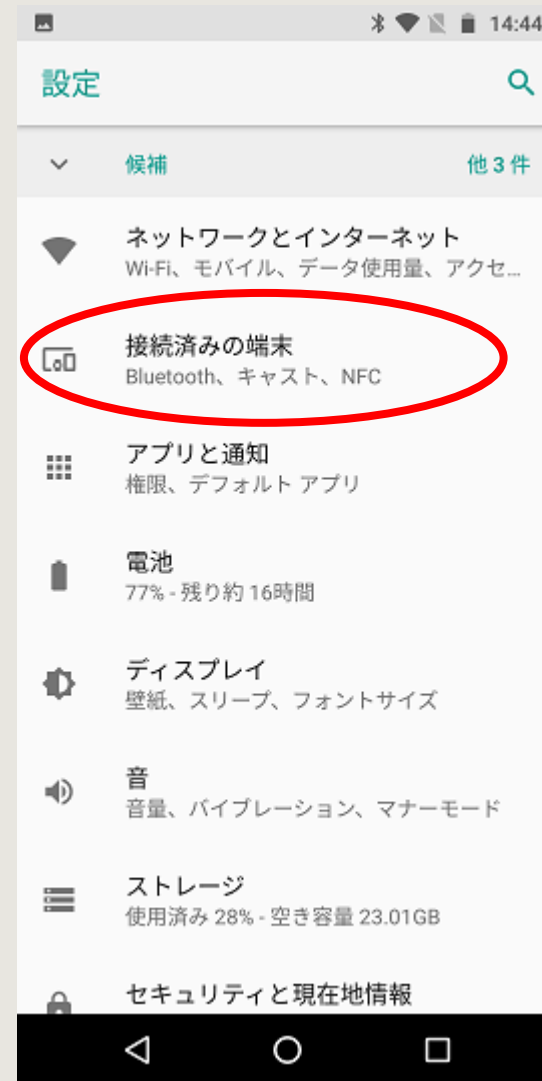 14:44
設定
候補 他 3 件
ネットワークとインターネット
Wi-Fi、モバイル、データ使用量、アクセ...
接続済みの端末
Bluetooth、キャスト、NFC
アプリと通知
権限、デフォルト アプリ
電池
77% - 残り約 16時間
ディスプレイ
壁紙、スリープ、フォントサイズ
音
音量、バイブレーション、マナーモード
ストレージ
使用済み 28% - 空き容量 23.01GB
セキュリティと現在地情報